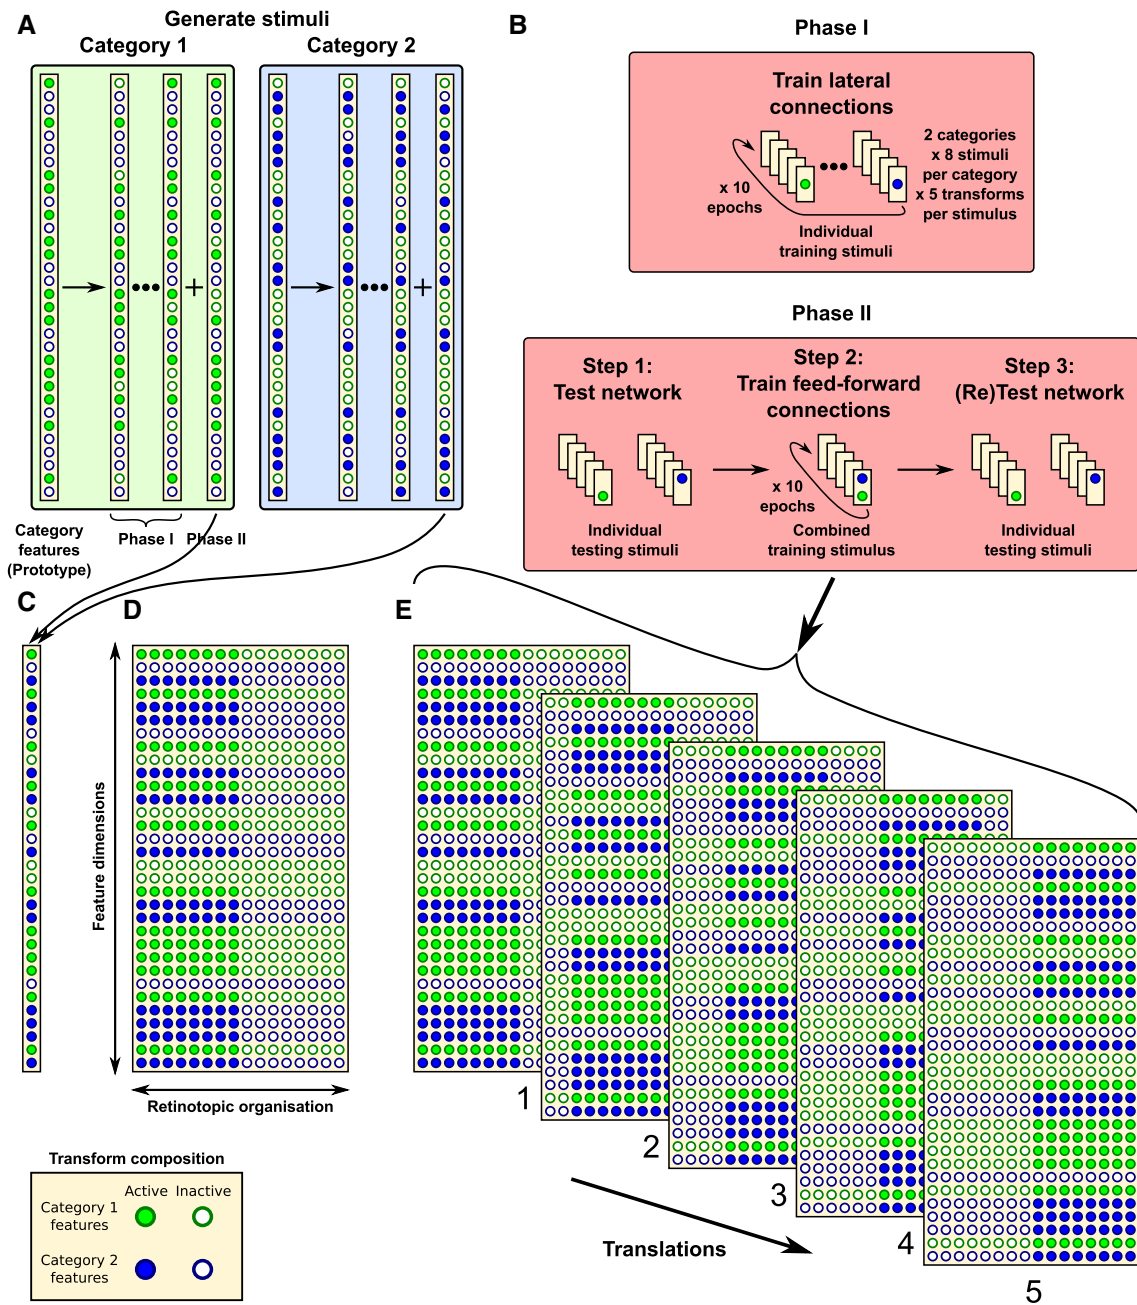 A
Generate stimuli
Category 1
Category 2
Category
features
(Prototype)
Phase I
Phase II
B
Phase I
Train lateral
connections
x 10
epochs
2 categories
x 8 stimuli
per category
x 5 transforms
per stimulus
Individual
training stimuli
Phase II
Step 1:
Test network
Step 2:
Train feed-forward
connections
Step 3:
(Re)Test network
x 10
epochs
Individual
testing stimuli
Combined
training stimulus
Individual
testing stimuli
C
D
E
Feature dimensions
Retinotopic organisation
1
2
3
4
5
Translations
Transform composition
Active
Inactive
Category 1
features
Category 2
features